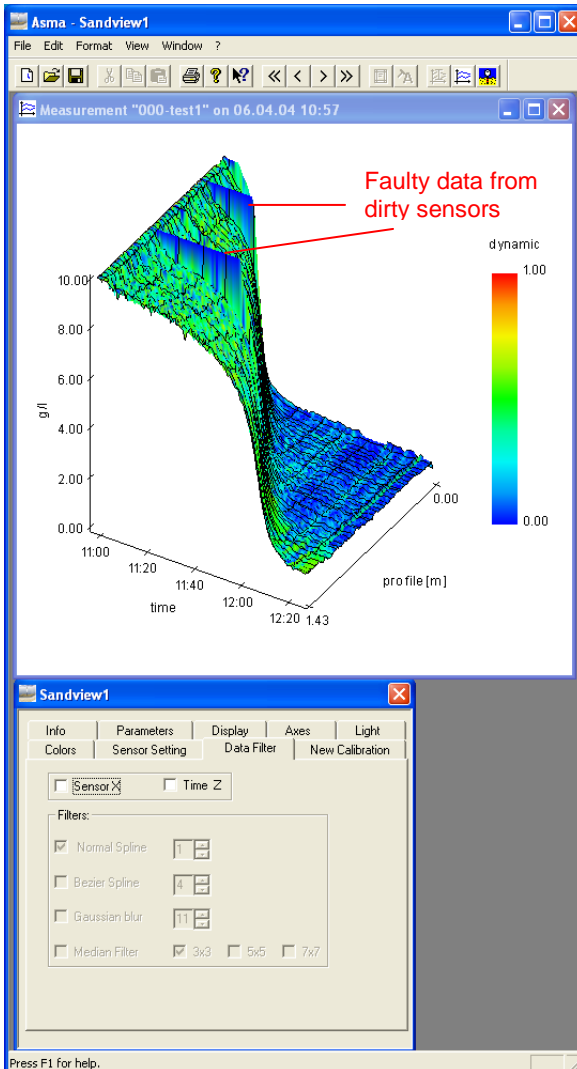 Asma - Sandview1
File Edit Format View Window ?
Measurement "000-test1" on 06.04.04 10:57
Faulty data from
dirty sensors
dynamic
1.00
0.00
10.00
8.00
6.00
4.00
2.00
0.00
g/l
11:00
11:20
11:40
12:00
12:20
time
1.43
0.00
profile [m]
Sandview1
Info Parameters Display Axes Light
Colors Sensor Setting Data Filter New Calibration
Sensor X Time Z
Filters:
Normal Spline 1
Bezier Spline 4
Gaussian blur 11
Median Filter 3x3 5x5 7x7
Press F1 for help.